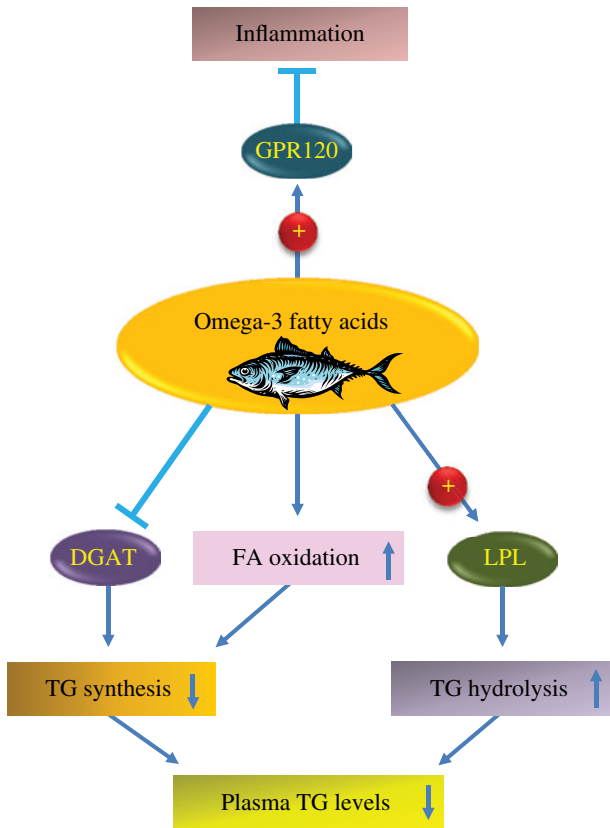 Inflammation
GPR120
+
Omega-3 fatty acids
+
DGAT
FA oxidation
LPL
TG synthesis
TG hydrolysis
Plasma TG levels